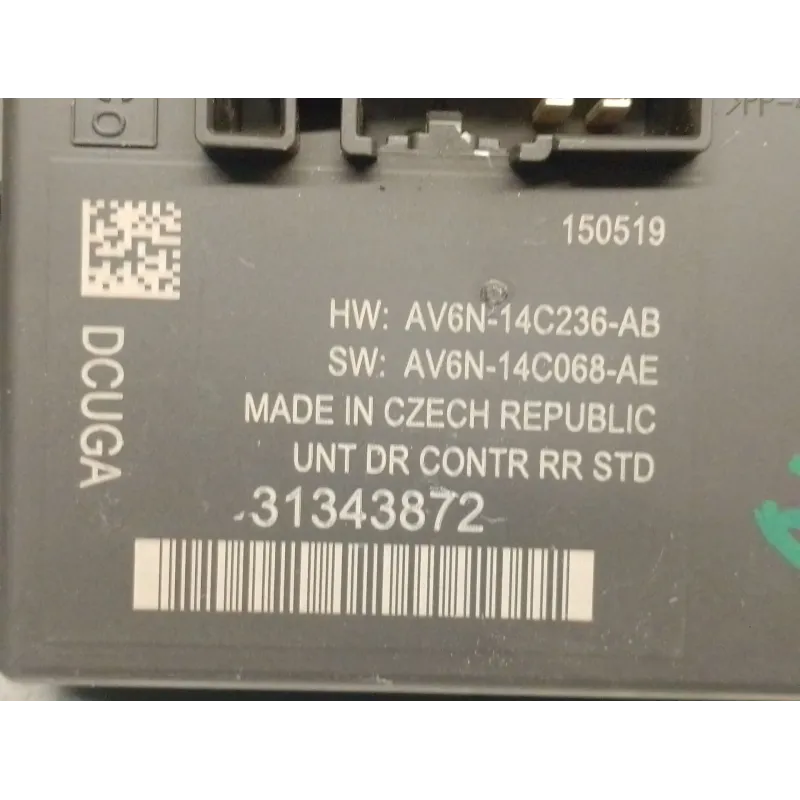 150519
HW: AV6N-14C236-AB
SW: AV6N-14C068-AE
MADE IN CZECH REPUBLIC
UNT DR CONTR RR STD
31343872
DCUGA